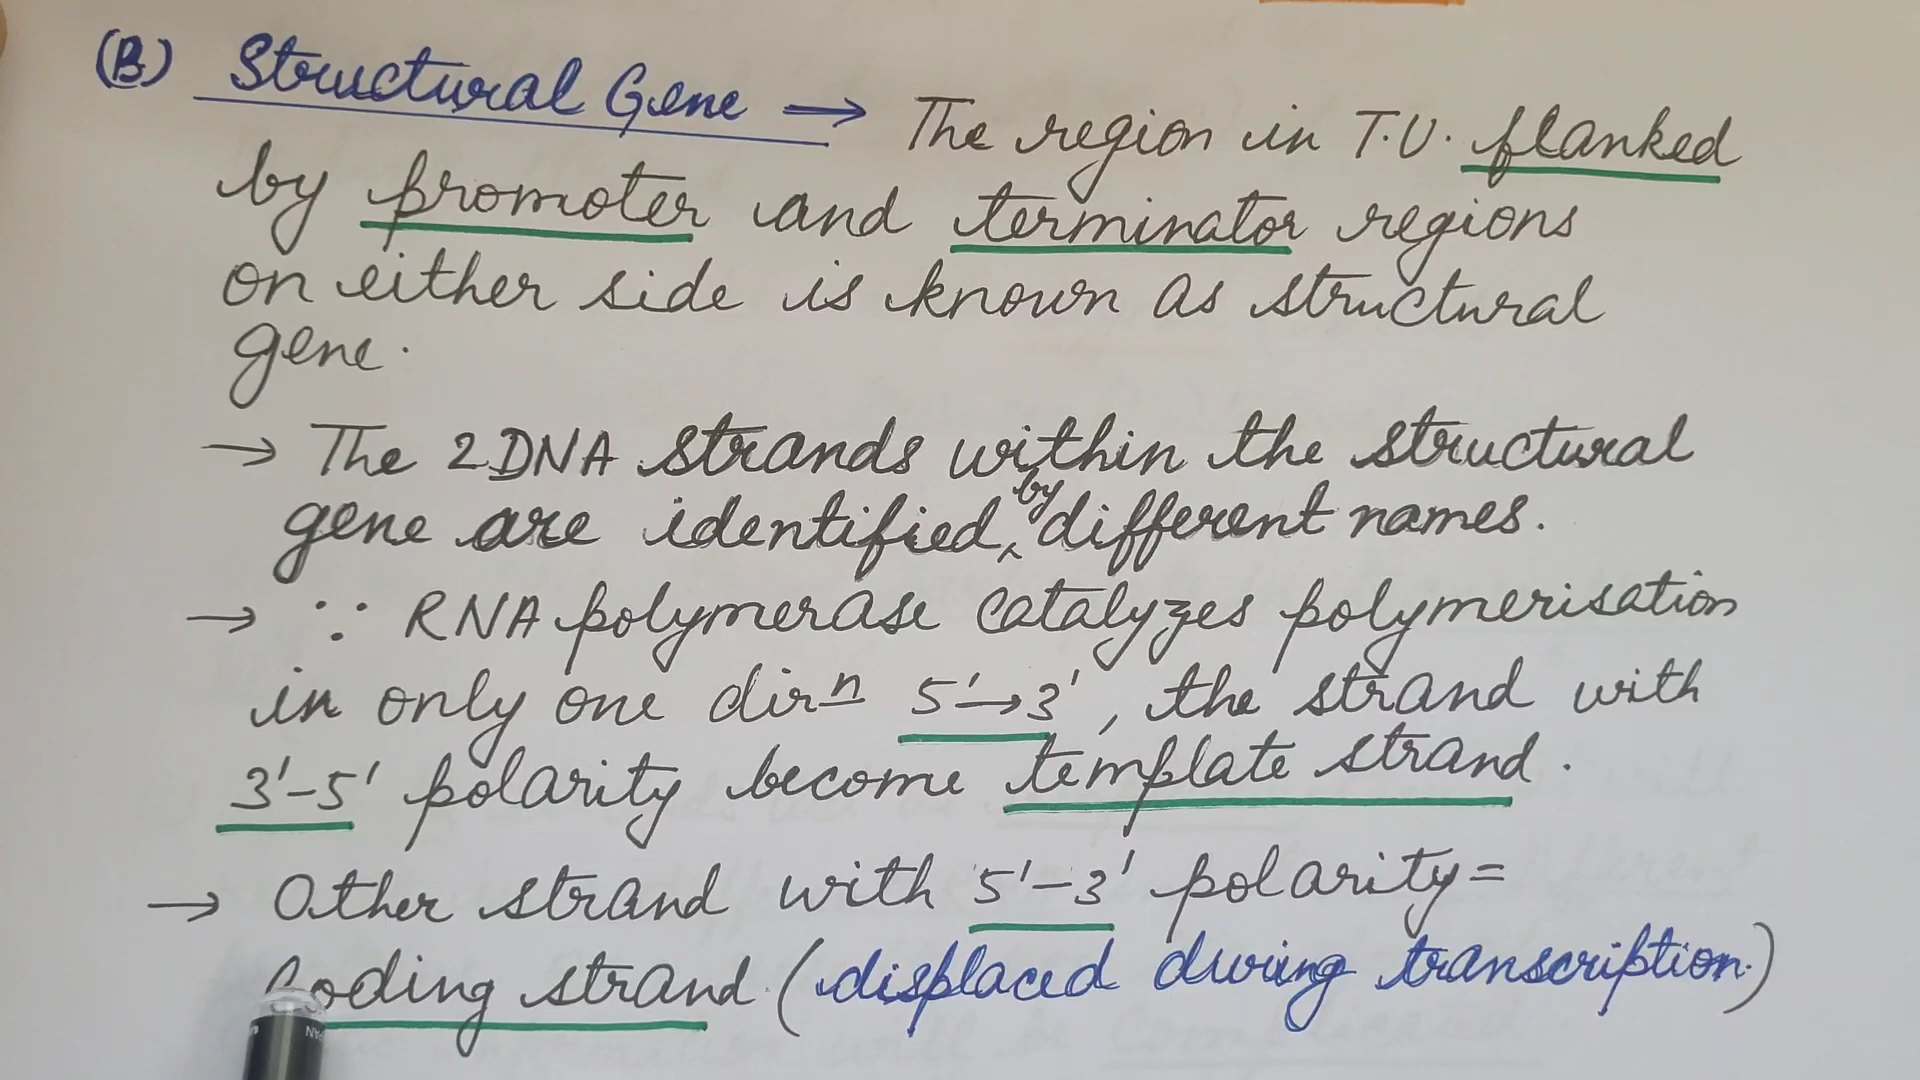 (B) Structural Gene → The region in T.U. flanked
by promoter and terminator regions
on either side is known as structural
gene.
→ The 2 DNA strands within the structural
gene are identified by different names.
→ ∵ RNA polymerase catalyzes polymerisation
in only one dirⁿ 5'→3', the strand with
3'-5' polarity become template strand.
→ Other strand with 5'-3' polarity =
Coding strand (displaced during transcription.)